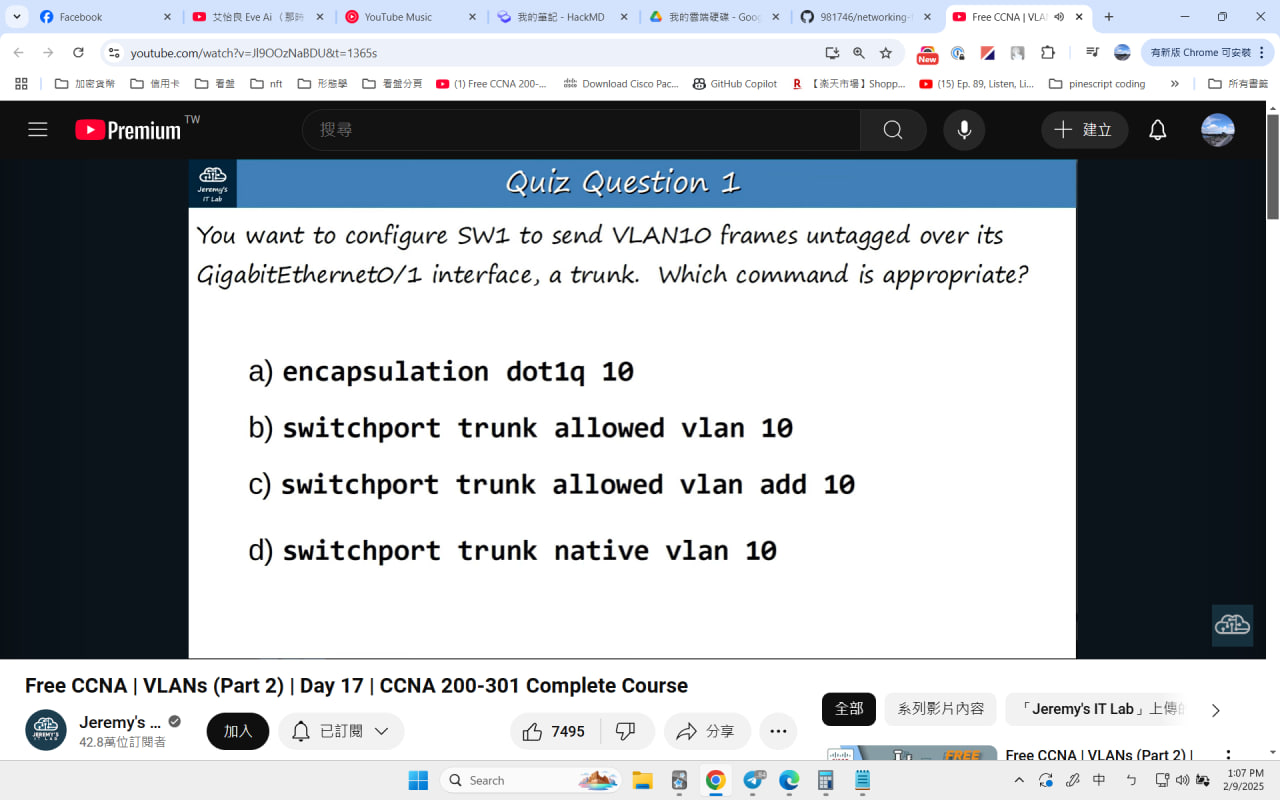 Facebook
艾怡良 Eve Ai
YouTube Music
我的筆記 - HackMD
我的雲端硬碟 - Goo
981746/networking-
Free CCNA | VLA
youtube.com/watch?v=Jl9OOzNaBDU&t=1365s
New
有新版 Chrome 可安裝
加密貨幣
信用卡
看盤
nft
形態學
看盤分頁
(1) Free CCNA 200-...
Download Cisco Pac...
GitHub Copilot
R
【楽天市場】Shopp...
(15) Ep. 89, Listen, Li...
pinescript coding
»
所有書籤
Premium
TW
搜尋
建立
Jeremy's
IT Lab
Quiz Question 1
You want to configure SW1 to send VLAN10 frames untagged over its
GigabitEthernet0/1 interface, a trunk. Which command is appropriate?
a) encapsulation dot1q 10
b) switchport trunk allowed vlan 10
c) switchport trunk allowed vlan add 10
d) switchport trunk native vlan 10
Free CCNA | VLANs (Part 2) | Day 17 | CCNA 200-301 Complete Course
JEREMY'S
Jeremy's ...
42.8萬位訂閱者
加入
已訂閱
7495
分享
全部
系列影片內容
「Jeremy's IT Lab」上傳
FREE
Free CCNA | VLANs (Part 2) |
Search
中
ㄅ
1:07 PM
2/9/2025